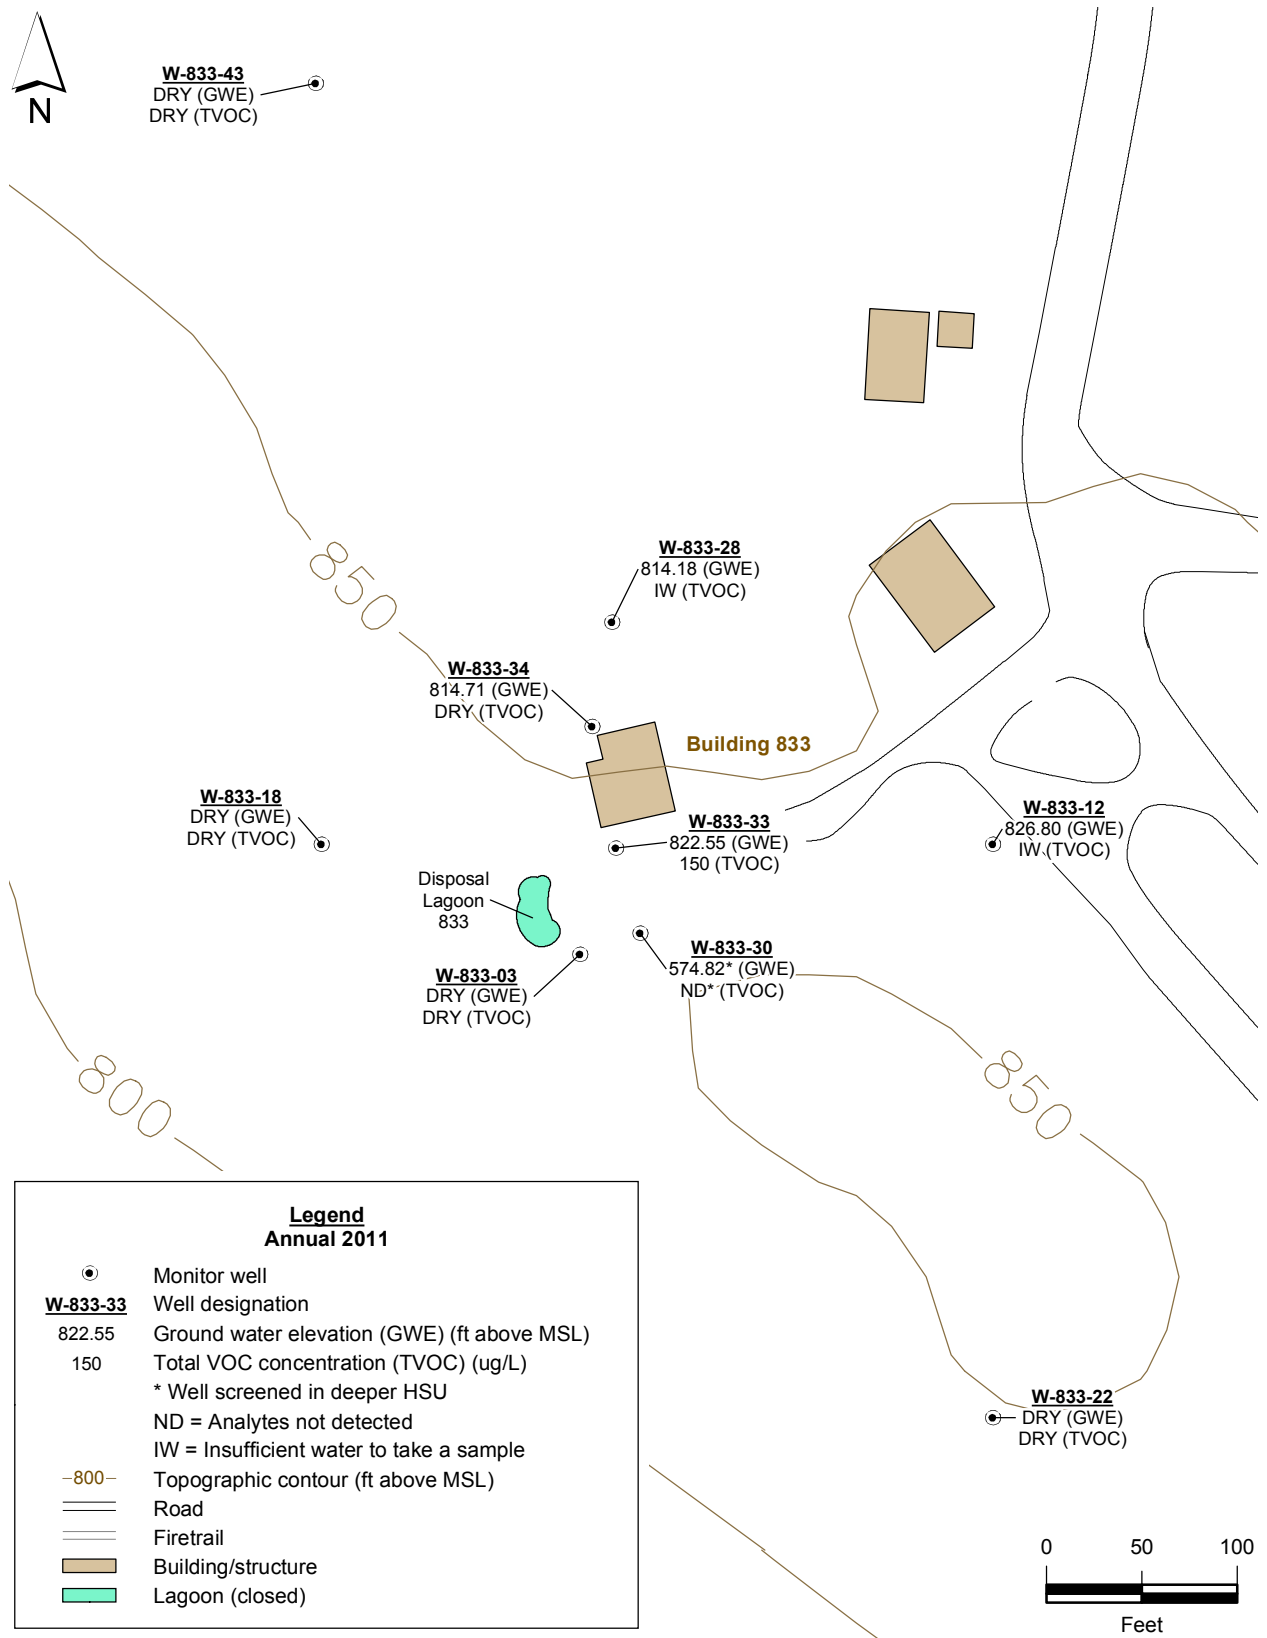 N
W-833-43
DRY (GWE)
DRY (TVOC)
850
W-833-28
814.18 (GWE)
IW (TVOC)
W-833-34
814.71 (GWE)
DRY (TVOC)
Building 833
W-833-18
DRY (GWE)
DRY (TVOC)
W-833-33
822.55 (GWE)
150 (TVOC)
W-833-12
826.80 (GWE)
IW (TVOC)
Disposal
Lagoon
833
W-833-03
DRY (GWE)
DRY (TVOC)
W-833-30
574.82* (GWE)
ND* (TVOC)
800
850
W-833-22
DRY (GWE)
DRY (TVOC)
Legend
Annual 2011
Monitor well
W-833-33 Well designation
822.55 Ground water elevation (GWE) (ft above MSL)
150 Total VOC concentration (TVOC) (ug/L)
* Well screened in deeper HSU
ND = Analytes not detected
IW = Insufficient water to take a sample
800 Topographic contour (ft above MSL)
Road
Firetrail
Building/structure
Lagoon (closed)
0 50 100
Feet